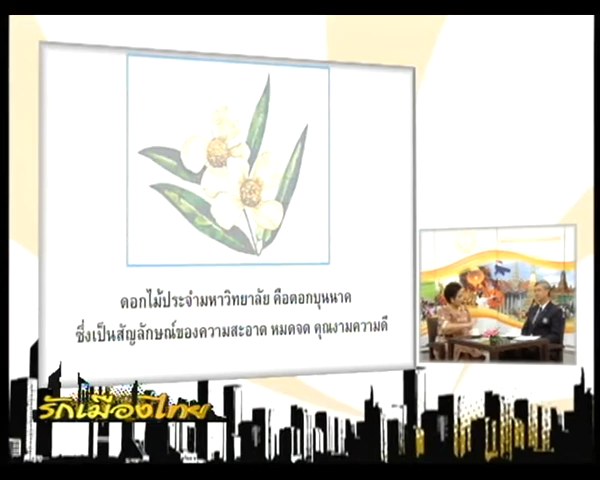 ดอกไม้ประจำมหาวิทยาลัย คือดอกบุนนาค
ซึ่งเป็นสัญลักษณ์ของความสะอาด หมดจด คุณงามความดี
รักเมืองไทย